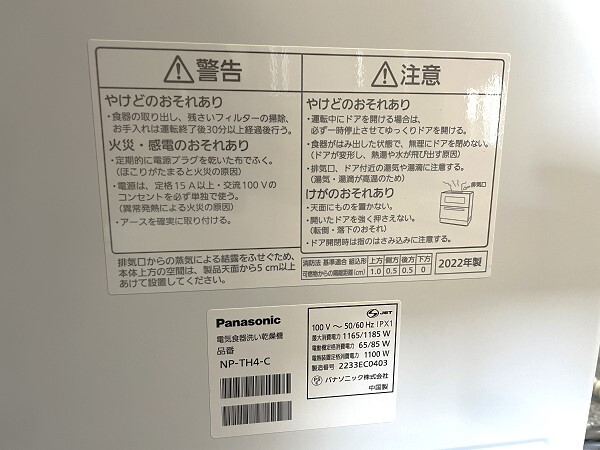 ⚠警告
やけどのおそれあり
・食器の取り出し、残さいフィルターの掃除、
お手入れは運転終了後30分以上経過後行う。
火災・感電のおそれあり
・定期的に電源プラグを乾いた布でふく。
(ほこりがたまると火災の原因)
・電源は、定格15A以上・交流100Vの
コンセントを必ず単独で使う。
(異常発熱による火災の原因)
・アースを確実に取り付ける。
⚠注意
やけどのおそれあり
・運転中にドアを開ける場合は、
必ず一時停止させてゆっくりドアを開ける。
・食器がはみ出した状態で、無理にドアを閉めない。
(ドアが変形し、熱湯や水が飛び出す原因)
・排気口、ドア付近の湯気や湯滴に注意する。
(湯気・湯滴が高温のため)
排気口
けがのおそれあり
・天面にものを置かない。
・開いたドアを強く押さえない。
(転倒・落下のおそれ)
・ドア開閉時は指のはさみ込みに注意する。
排気口からの蒸気による結露をふせぐため、
本体上方の空間は、製品天面から5cm以上
あけて設置してください。
消防法 基準適合 組込形 上方 側方 後方 下方
可燃物からの離隔距離(cm) 1.0 0.5 0.5 0
2022年製
Panasonic
電気食器洗い乾燥機
品番
NP-TH4-C
JET
100V〜50/60Hz IPX1
最大消費電力 1165/1185W
電動機定格消費電力 65/85W
電熱装置定格消費電力 1100W
製造番号 2233EC0403
パナソニック株式会社
中国製